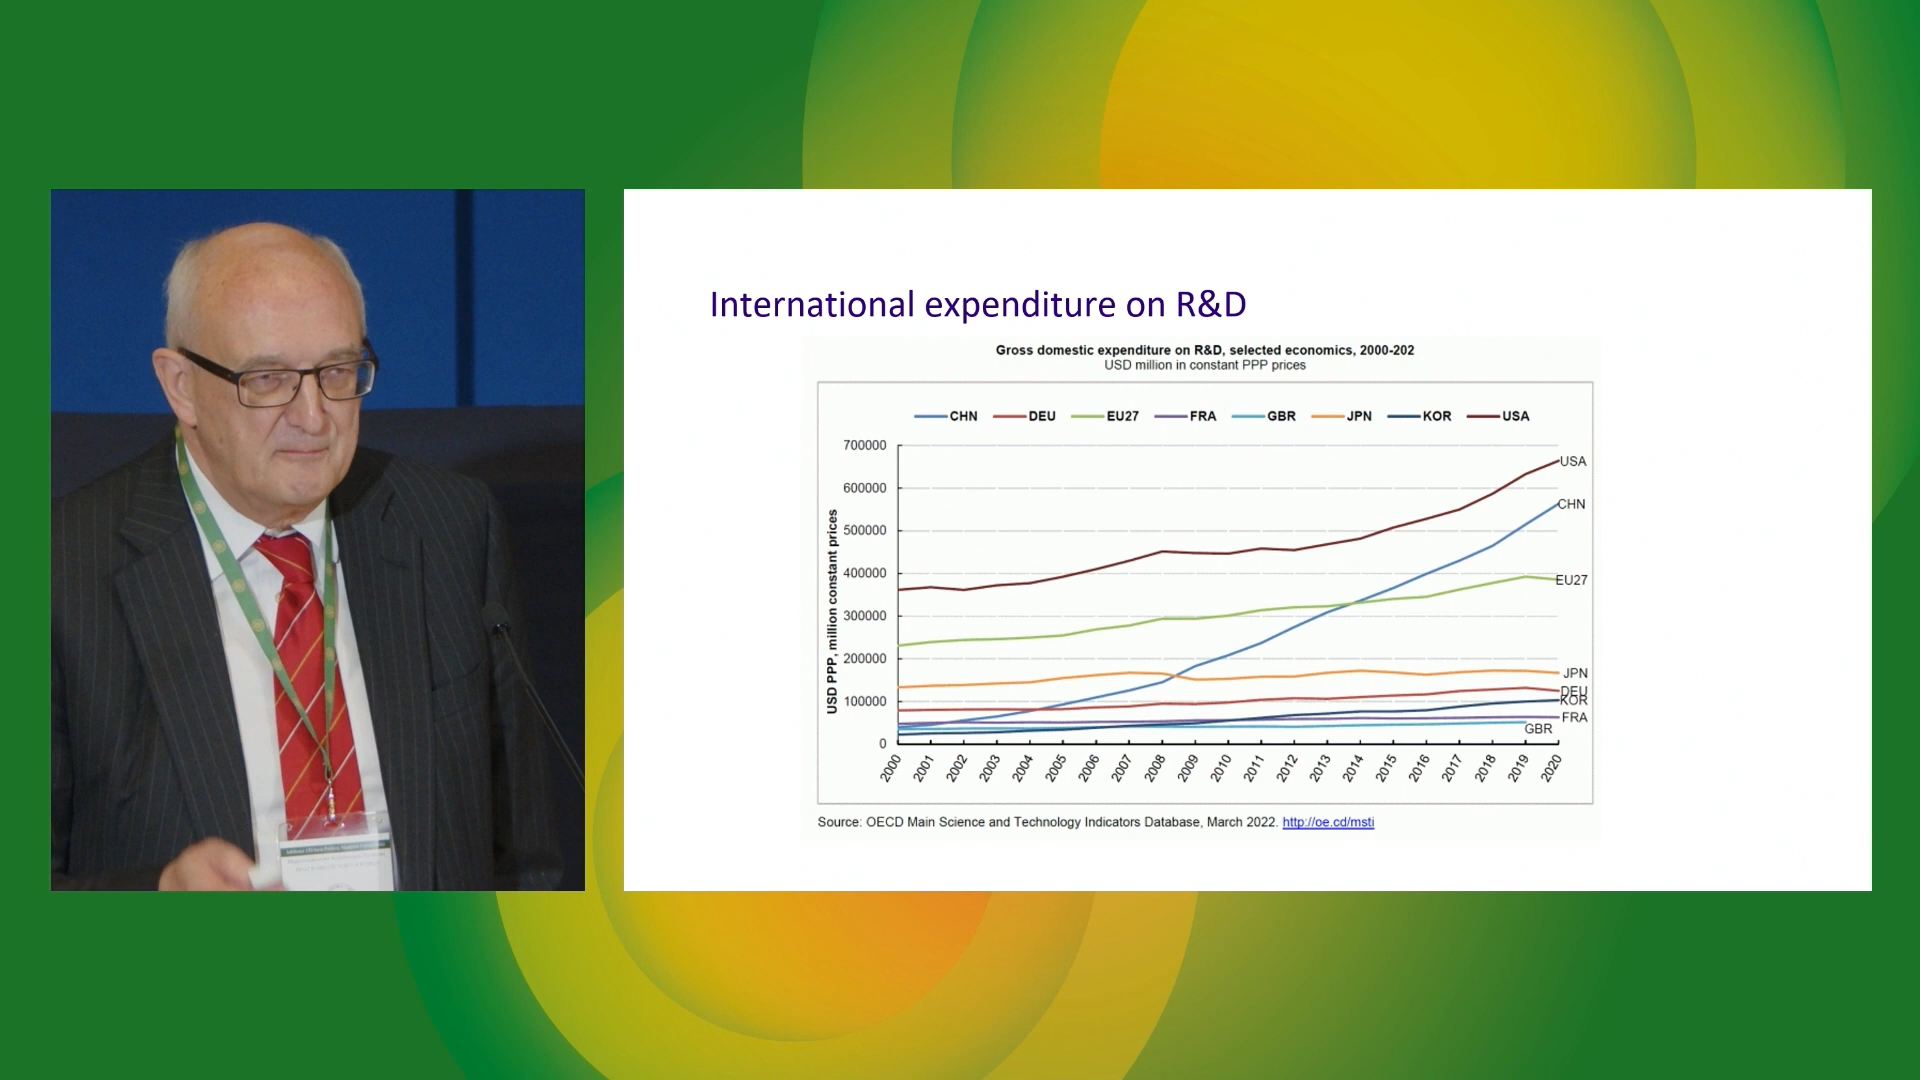 International expenditure on R&D
Gross domestic expenditure on R&D, selected economics, 2000-202
USD million in constant PPP prices
CHN DEU EU27 FRA GBR JPN KOR USA
USD PPP, million constant prices
700000
600000
500000
400000
300000
200000
100000
0
USA
CHN
EU27
JPN
DEU
KOR
FRA
GBR
2000 2001 2002 2003 2004 2005 2006 2007 2008 2009 2010 2011 2012 2013 2014 2015 2016 2017 2018 2019 2020
Source: OECD Main Science and Technology Indicators Database, March 2022. http://oe.cd/msti